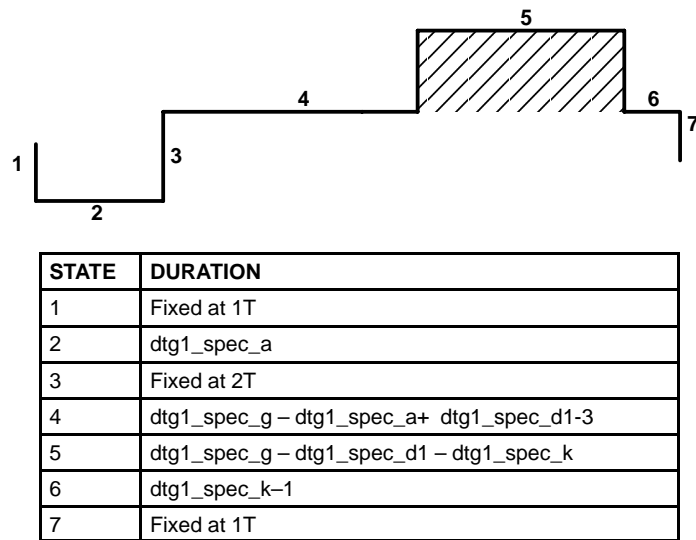 5
4
6
7
1
3
2
STATE DURATION
1 Fixed at 1T
2 dtg1_spec_a
3 Fixed at 2T
4 dtg1_spec_g – dtg1_spec_a+ dtg1_spec_d1-3
5 dtg1_spec_g – dtg1_spec_d1 – dtg1_spec_k
6 dtg1_spec_k–1
7 Fixed at 1T